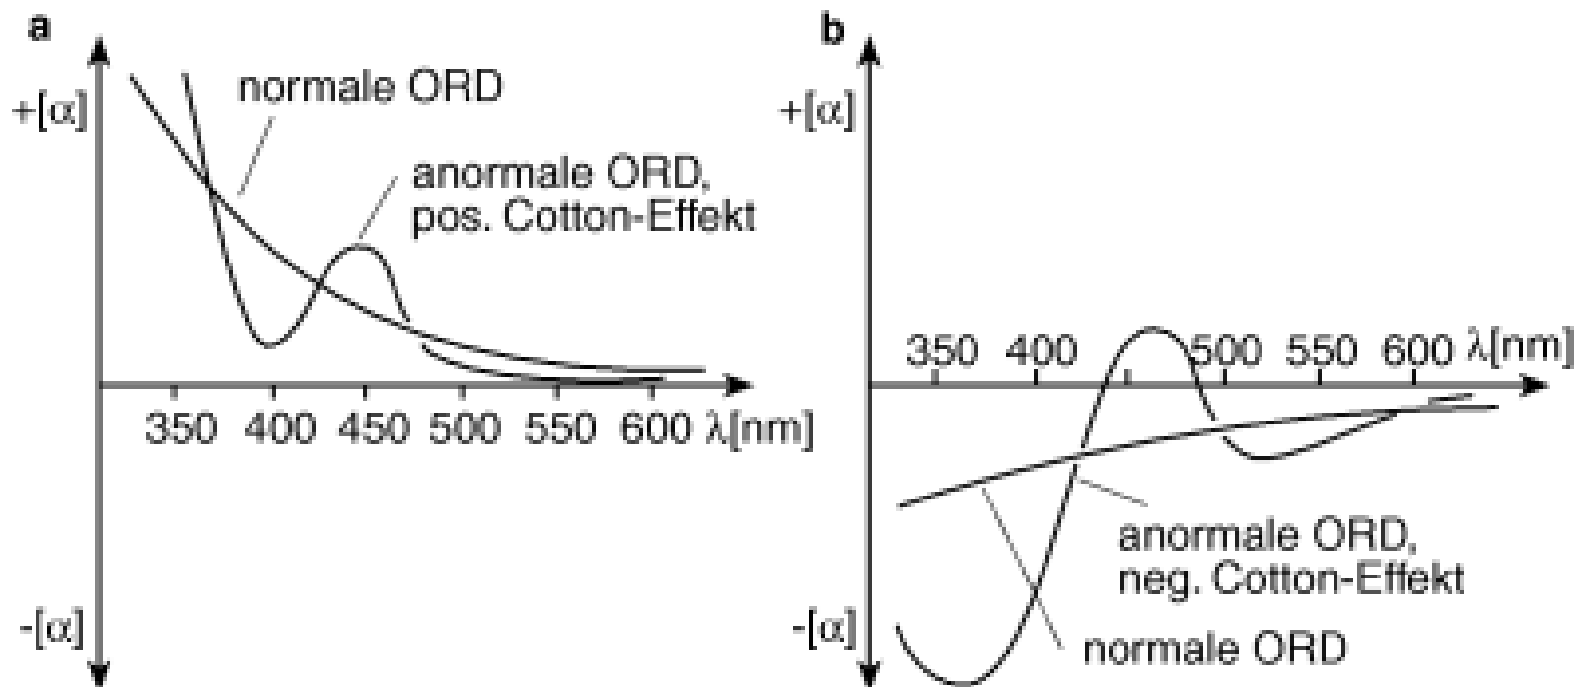 a
+[α]
normale ORD
anormale ORD,
pos. Cotton-Effekt
350 400 450 500 550 600 λ[nm]
-[α]
b
+[α]
350 400 500 550 600 λ[nm]
anormale ORD,
neg. Cotton-Effekt
normale ORD
-[α]